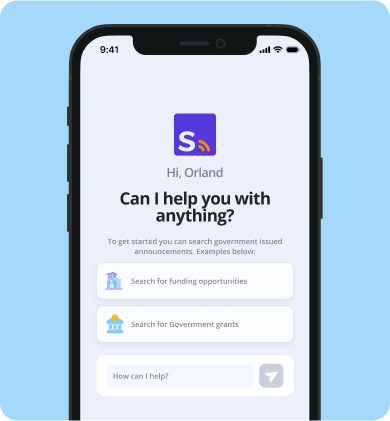 9:41
S
Hi, Orland
Can I help you with
anything?
To get started you can search government issued
announcements. Examples below:
Search for funding opportunities
Search for Government grants
How can I help?